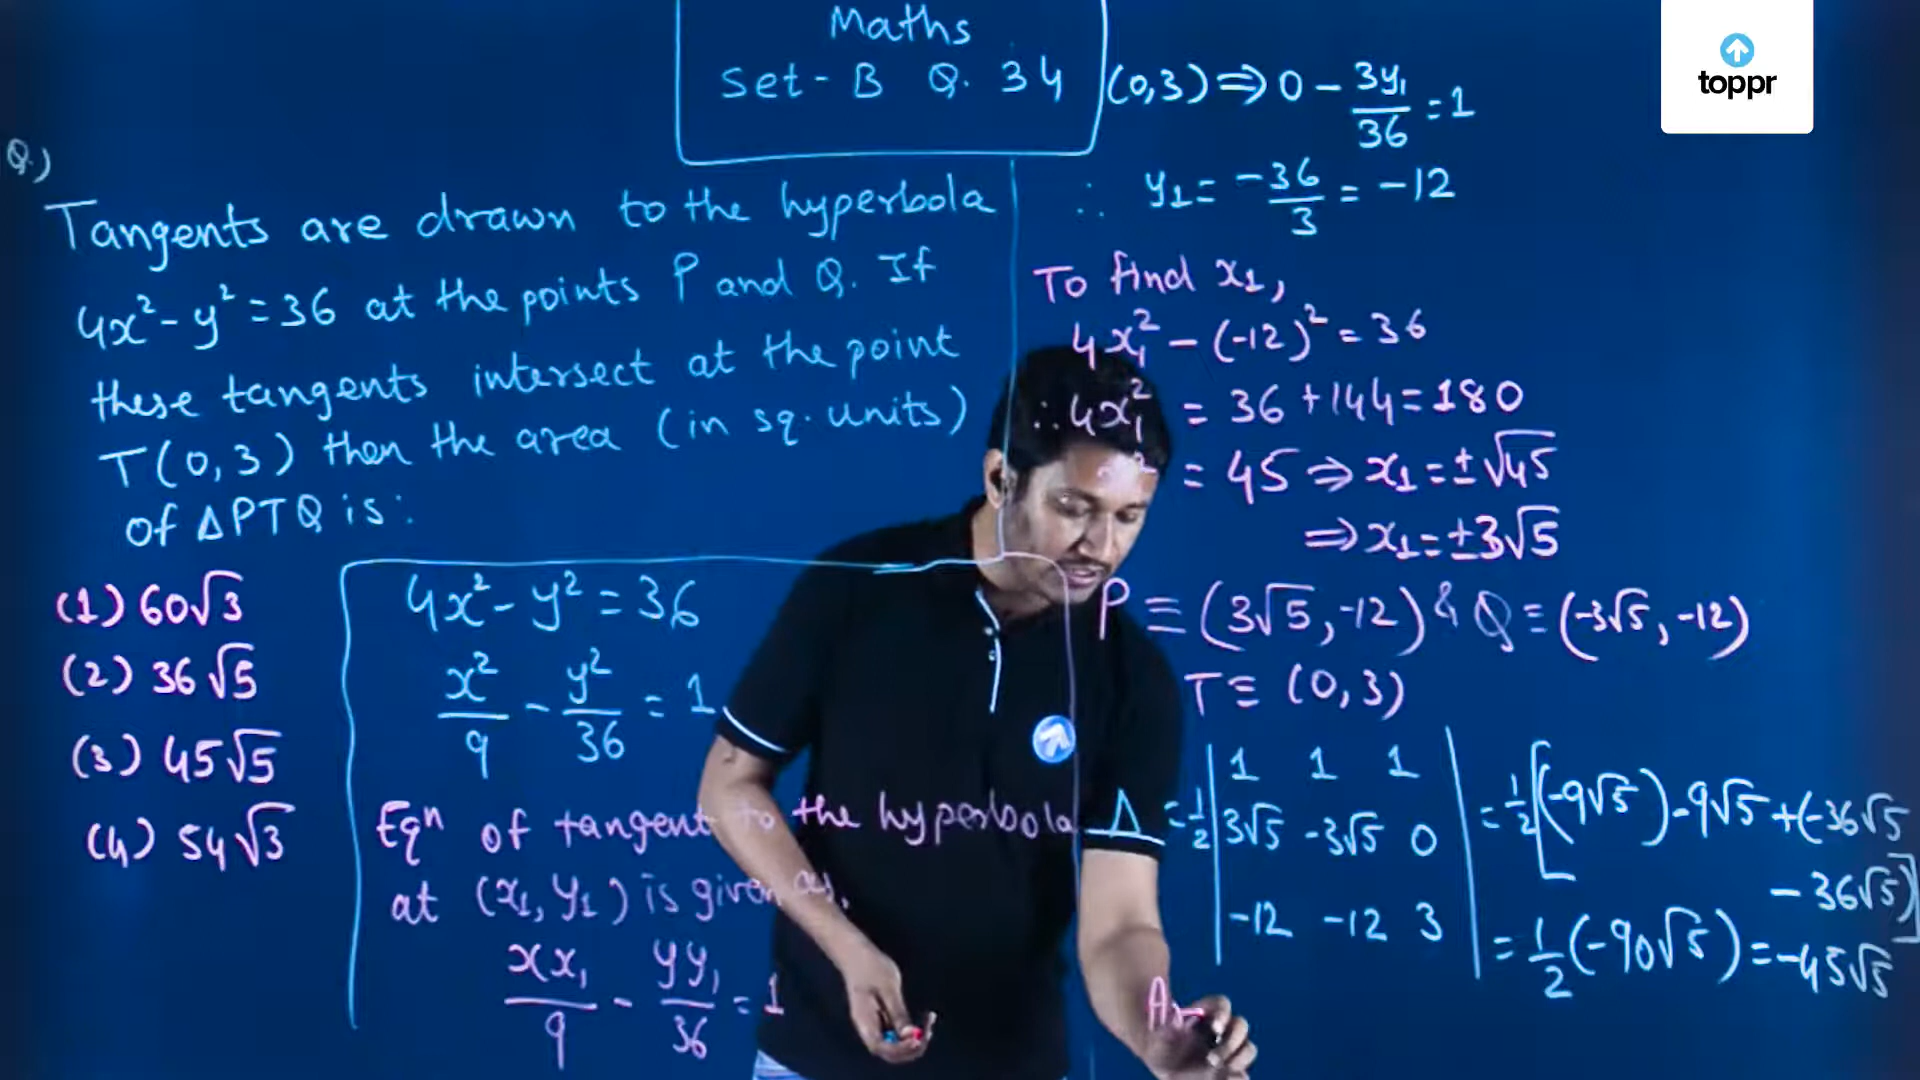 Maths
Set - B Q. 34
toppr
Q.)
Tangents are drawn to the hyperbola
4x² - y² = 36 at the points P and Q. If
these tangents intersect at the point
T(0,3) then the area (in sq. units)
of ΔPTQ is:
(1) 60√3
(2) 36√5
(3) 45√5
(4) 54√3
4x² - y² = 36
x²/9 - y²/36 = 1
Eqⁿ of tangent to the hyperbola
at (x₁, y₁) is given as,
xx₁/9 - yy₁/36 = 1
(0,3) ⇒ 0 - 3y₁/36 = 1
∴ y₁ = -36/3 = -12
To find x₁,
4x₁² - (-12)² = 36
∴ 4x₁² = 36 + 144 = 180
² = 45 ⇒ x₁ = ±√45
⇒ x₁ = ±3√5
P ≡ (3√5, -12) & Q ≡ (-3√5, -12)
T ≡ (0, 3)
Δ = 1/2 | 1 1 1 | = 1/2 [(-9√5) - 9√5 + (-36√5
3√5 -3√5 0
- 36√5)]
-12 -12 3
= 1/2 (-90√5) = -45√5
Ar